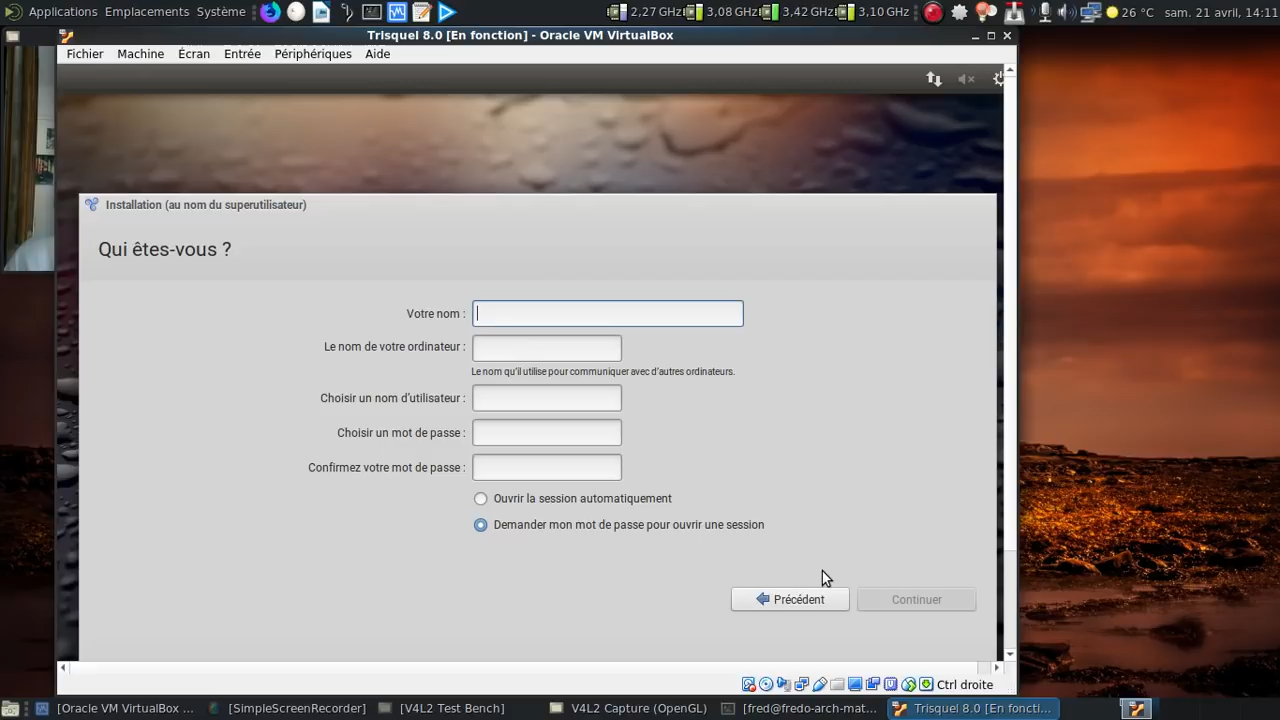 Applications Emplacements Système 2,27 GHz 3,08 GHz 3,42 GHz 3,10 GHz 26 °C sam. 21 avril, 14:11
Trisquel 8.0 [En fonction] - Oracle VM VirtualBox
Fichier Machine Écran Entrée Périphériques Aide
Installation (au nom du superutilisateur)
Qui êtes-vous ?
Votre nom :
Le nom de votre ordinateur :
Le nom qu'il utilise pour communiquer avec d'autres ordinateurs.
Choisir un nom d'utilisateur :
Choisir un mot de passe :
Confirmez votre mot de passe :
Ouvrir la session automatiquement
Demander mon mot de passe pour ouvrir une session
Précédent Continuer
Ctrl droite
[Oracle VM VirtualBox ... [SimpleScreenRecorder] [V4L2 Test Bench] V4L2 Capture (OpenGL) [fred@fredo-arch-mat... Trisquel 8.0 [En foncti...